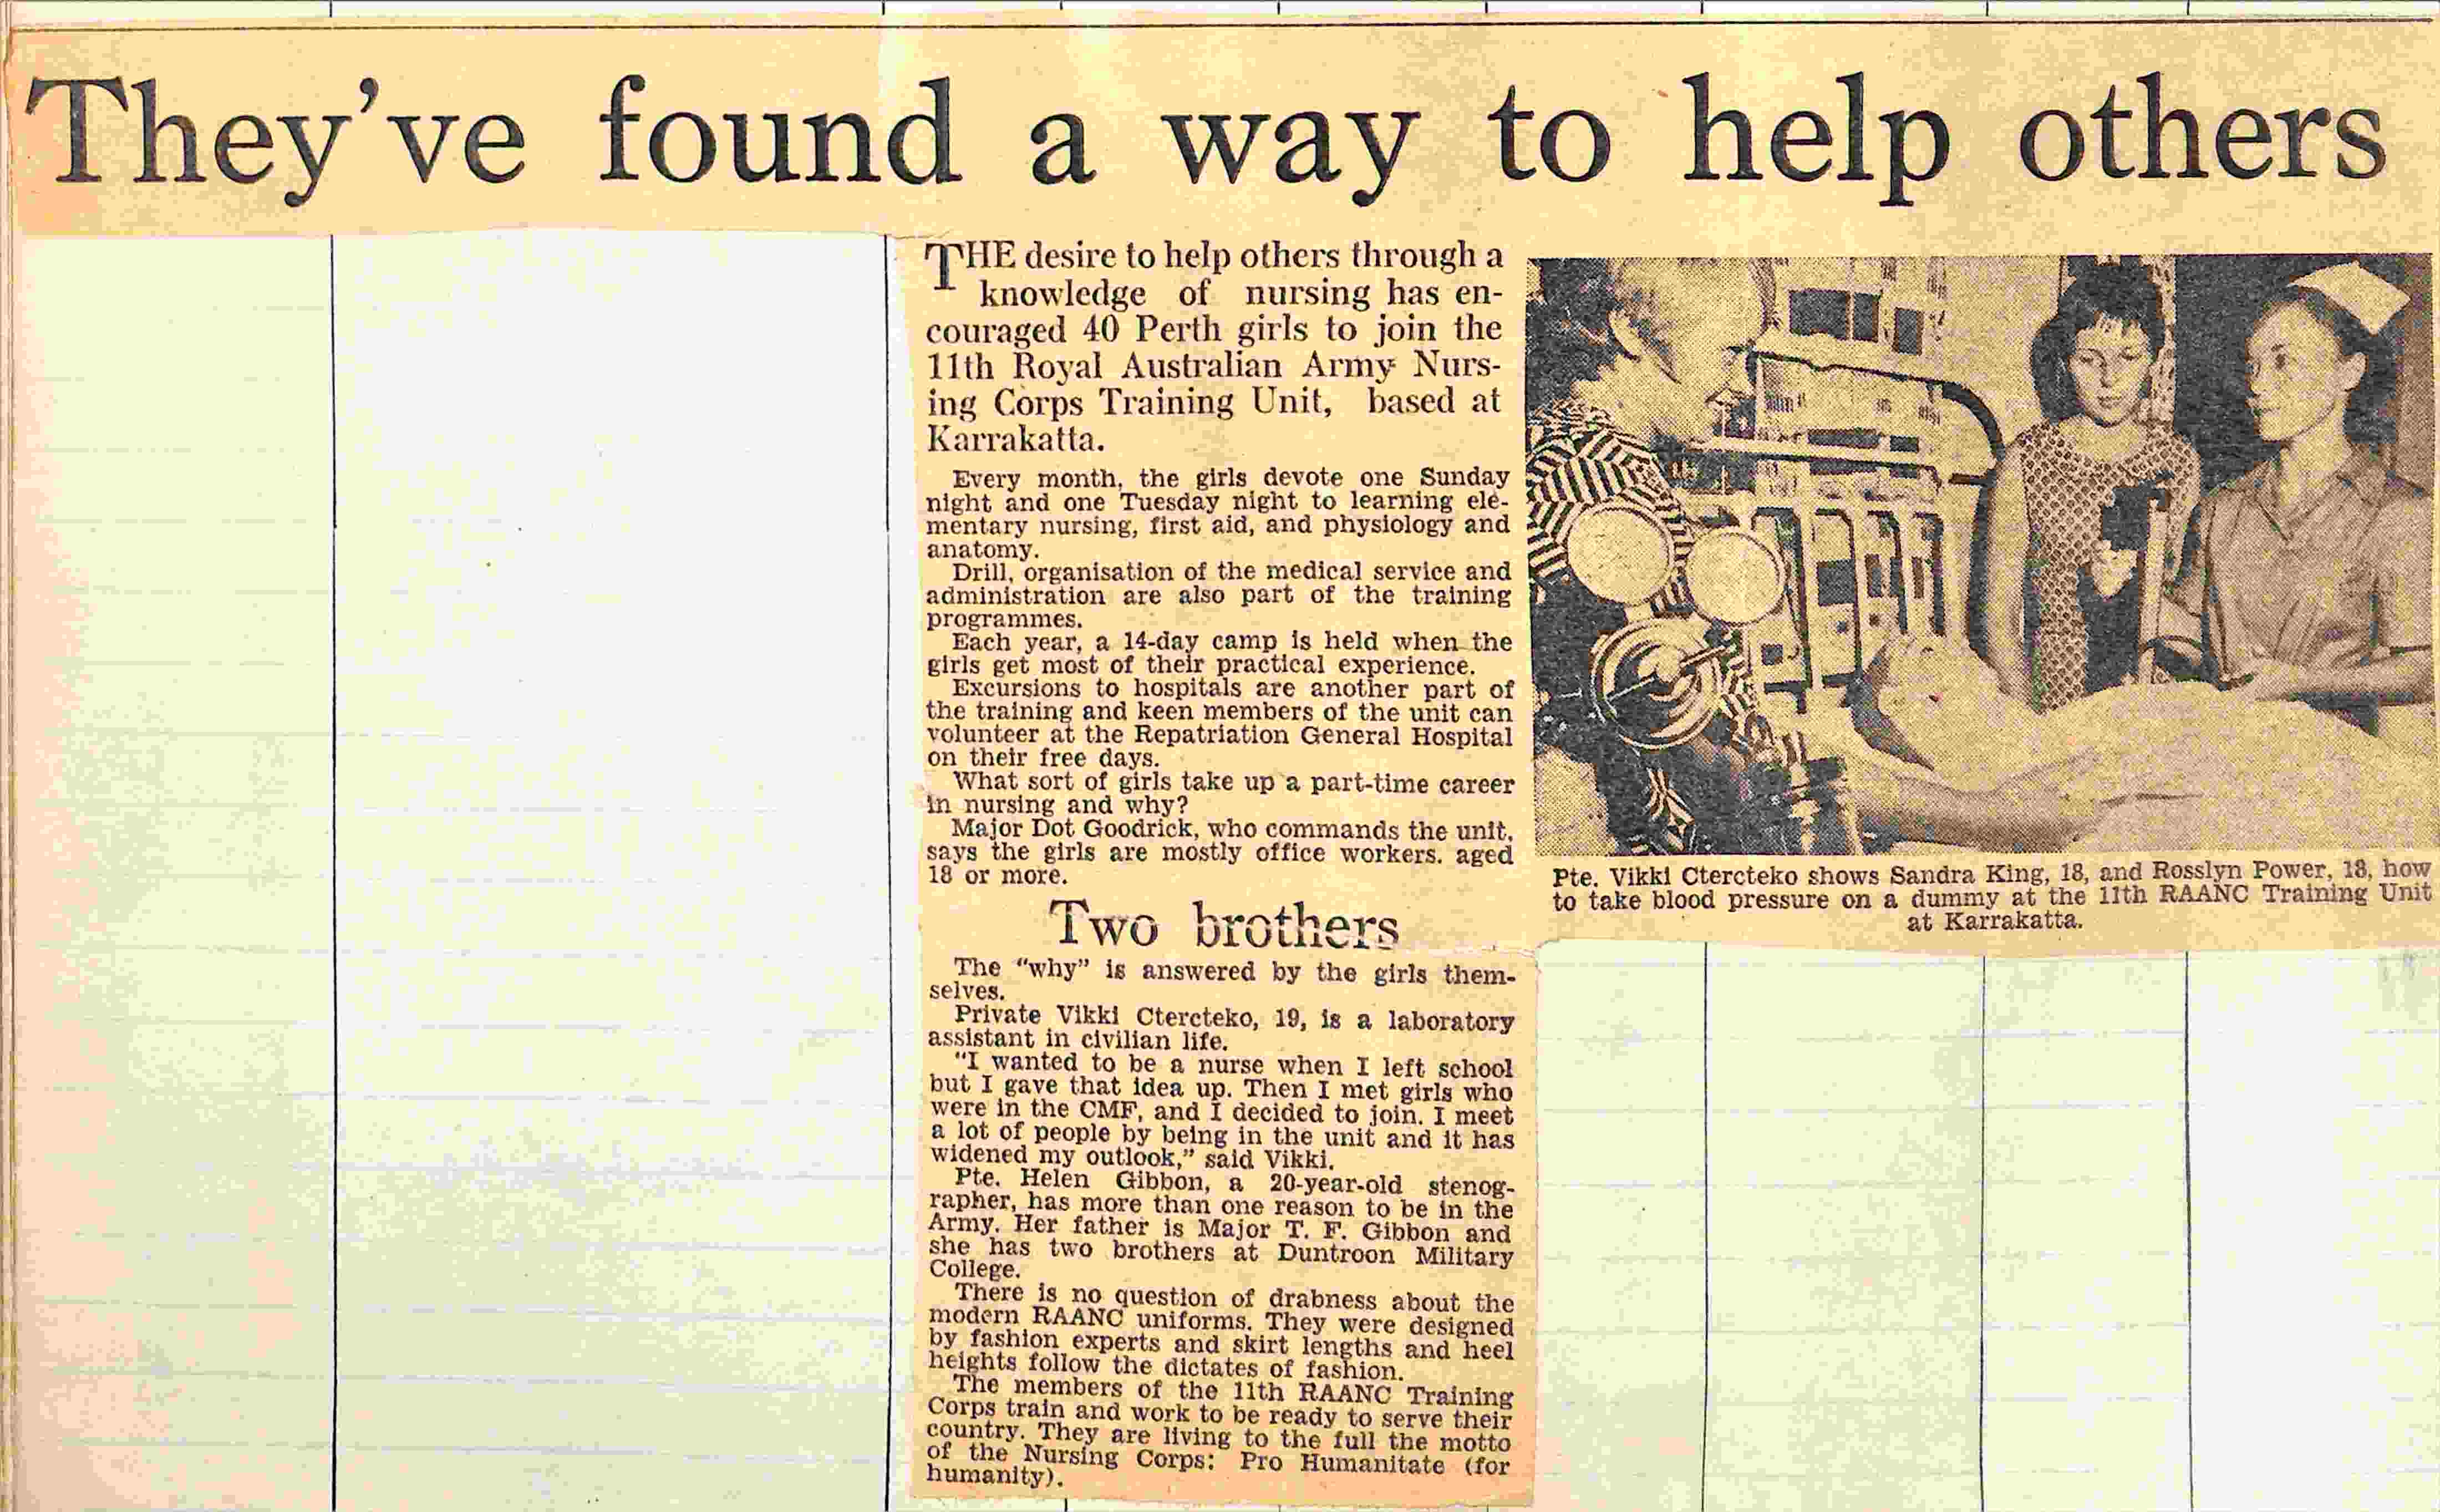 They've found a way to help others
THE desire to help others through a
knowledge of nursing has en-
couraged 40 Perth girls to join the
11th Royal Australian Army Nurs-
ing Corps Training Unit, based at
Karrakatta.
Every month, the girls devote one Sunday
night and one Tuesday night to learning ele-
mentary nursing, first aid, and physiology and
anatomy.
Drill, organisation of the medical service and
administration are also part of the training
programmes.
Each year, a 14-day camp is held when the
girls get most of their practical experience.
Excursions to hospitals are another part of
the training and keen members of the unit can
volunteer at the Repatriation General Hospital
on their free days.
What sort of girls take up a part-time career
in nursing and why?
Major Dot Goodrick, who commands the unit,
says the girls are mostly office workers. aged
18 or more.
Two brothers
The "why" is answered by the girls them-
selves.
Private Vikki Ctercteko, 19, is a laboratory
assistant in civilian life.
"I wanted to be a nurse when I left school
but I gave that idea up. Then I met girls who
were in the CMF, and I decided to join. I meet
a lot of people by being in the unit and it has
widened my outlook," said Vikki.
Pte. Helen Gibbon, a 20-year-old stenog-
rapher, has more than one reason to be in the
Army. Her father is Major T. F. Gibbon and
she has two brothers at Duntroon Military
College.
There is no question of drabness about the
modern RAANC uniforms. They were designed
by fashion experts and skirt lengths and heel
heights follow the dictates of fashion.
The members of the 11th RAANC Training
Corps train and work to be ready to serve their
country. They are living to the full the motto
of the Nursing Corps: Pro Humanitate (for
humanity).
Pte. Vikki Ctercteko shows Sandra King, 18, and Rosslyn Power, 18, how
to take blood pressure on a dummy at the 11th RAANC Training Unit
at Karrakatta.